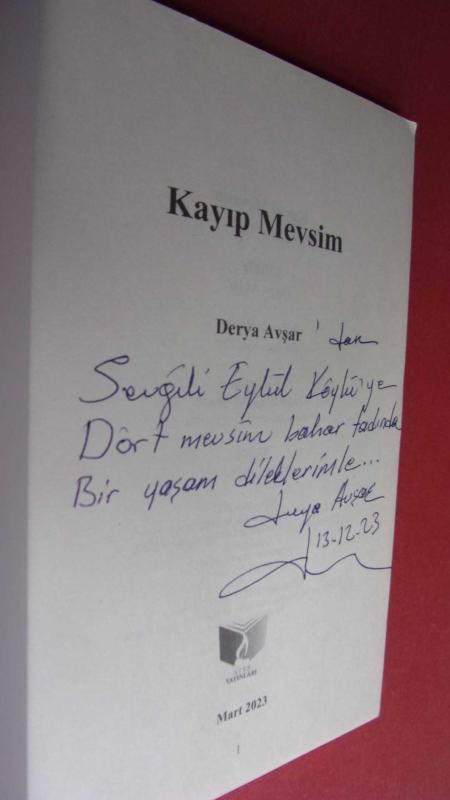 Kayıp Mevsim
Derya Avşar 'dan
Sevgili Eylül Köylü'ye
Dört mevsim bahar tadında
Bir yaşam dileklerimle...
Derya Avşar
13-12-23
YAYINLARI
Mart 2023
1